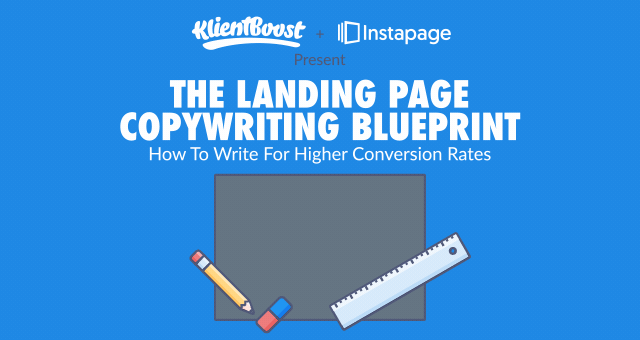 KlientBoost + Instapage
Present
THE LANDING PAGE
COPYWRITING BLUEPRINT
How To Write For Higher Conversion Rates